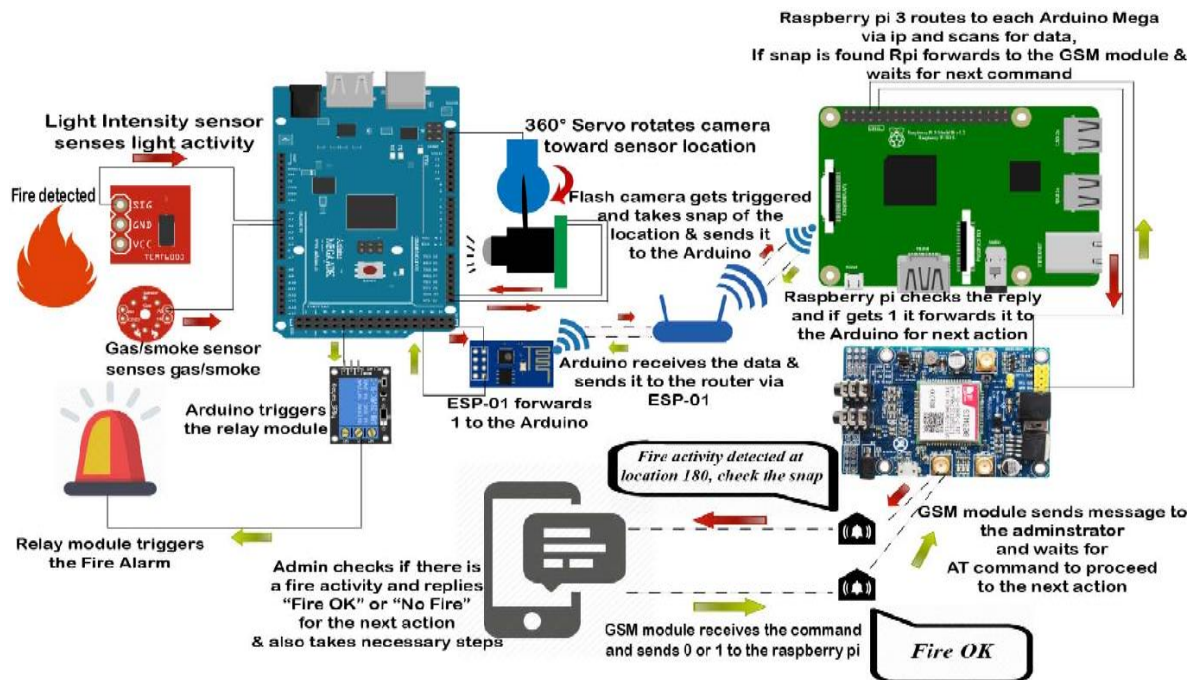 Raspberry pi 3 routes to each Arduino Mega
via ip and scans for data,
If snap is found Rpi forwards to the GSM module &
waits for next command
Light Intensity sensor
senses light activity
360° Servo rotates camera
toward sensor location
Fire detected
SIG
GND
VCC
TEMT6000
Flash camera gets triggered
and takes snap of the
location & sends it
to the Arduino
Gas/smoke sensor
senses gas/smoke
Raspberry pi checks the reply
and if gets 1 it forwards it to
the Arduino for next action
Arduino receives the data &
sends it to the router via
ESP-01
ESP-01 forwards
1 to the Arduino
Arduino triggers
the relay module
Fire activity detected at
location 180, check the snap
GSM module sends message to
the adminstrator
and waits for
AT command to proceed
to the next action
Relay module triggers
the Fire Alarm
Admin checks if there is
a fire activity and replies
“Fire OK” or “No Fire”
for the next action
& also takes necessary steps
GSM module receives the command
and sends 0 or 1 to the raspberry pi
Fire OK